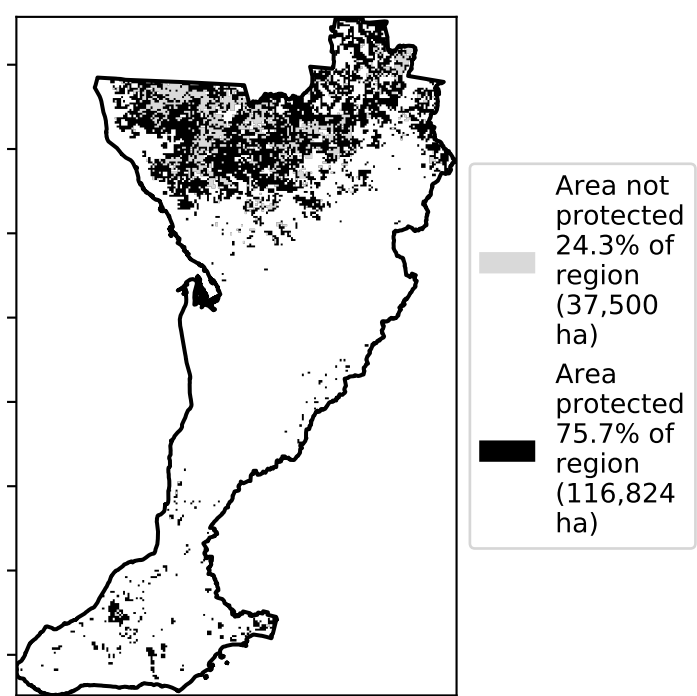 Area not
protected
24.3% of
region
(37,500
ha)
Area
protected
75.7% of
region
(116,824
ha)